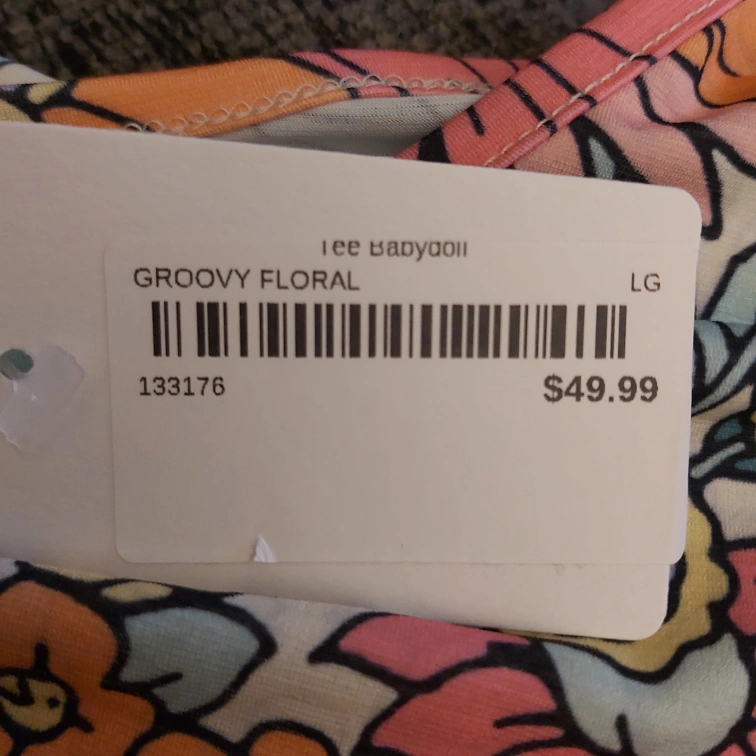 Tee Babydoll
GROOVY FLORAL LG
133176 $49.99